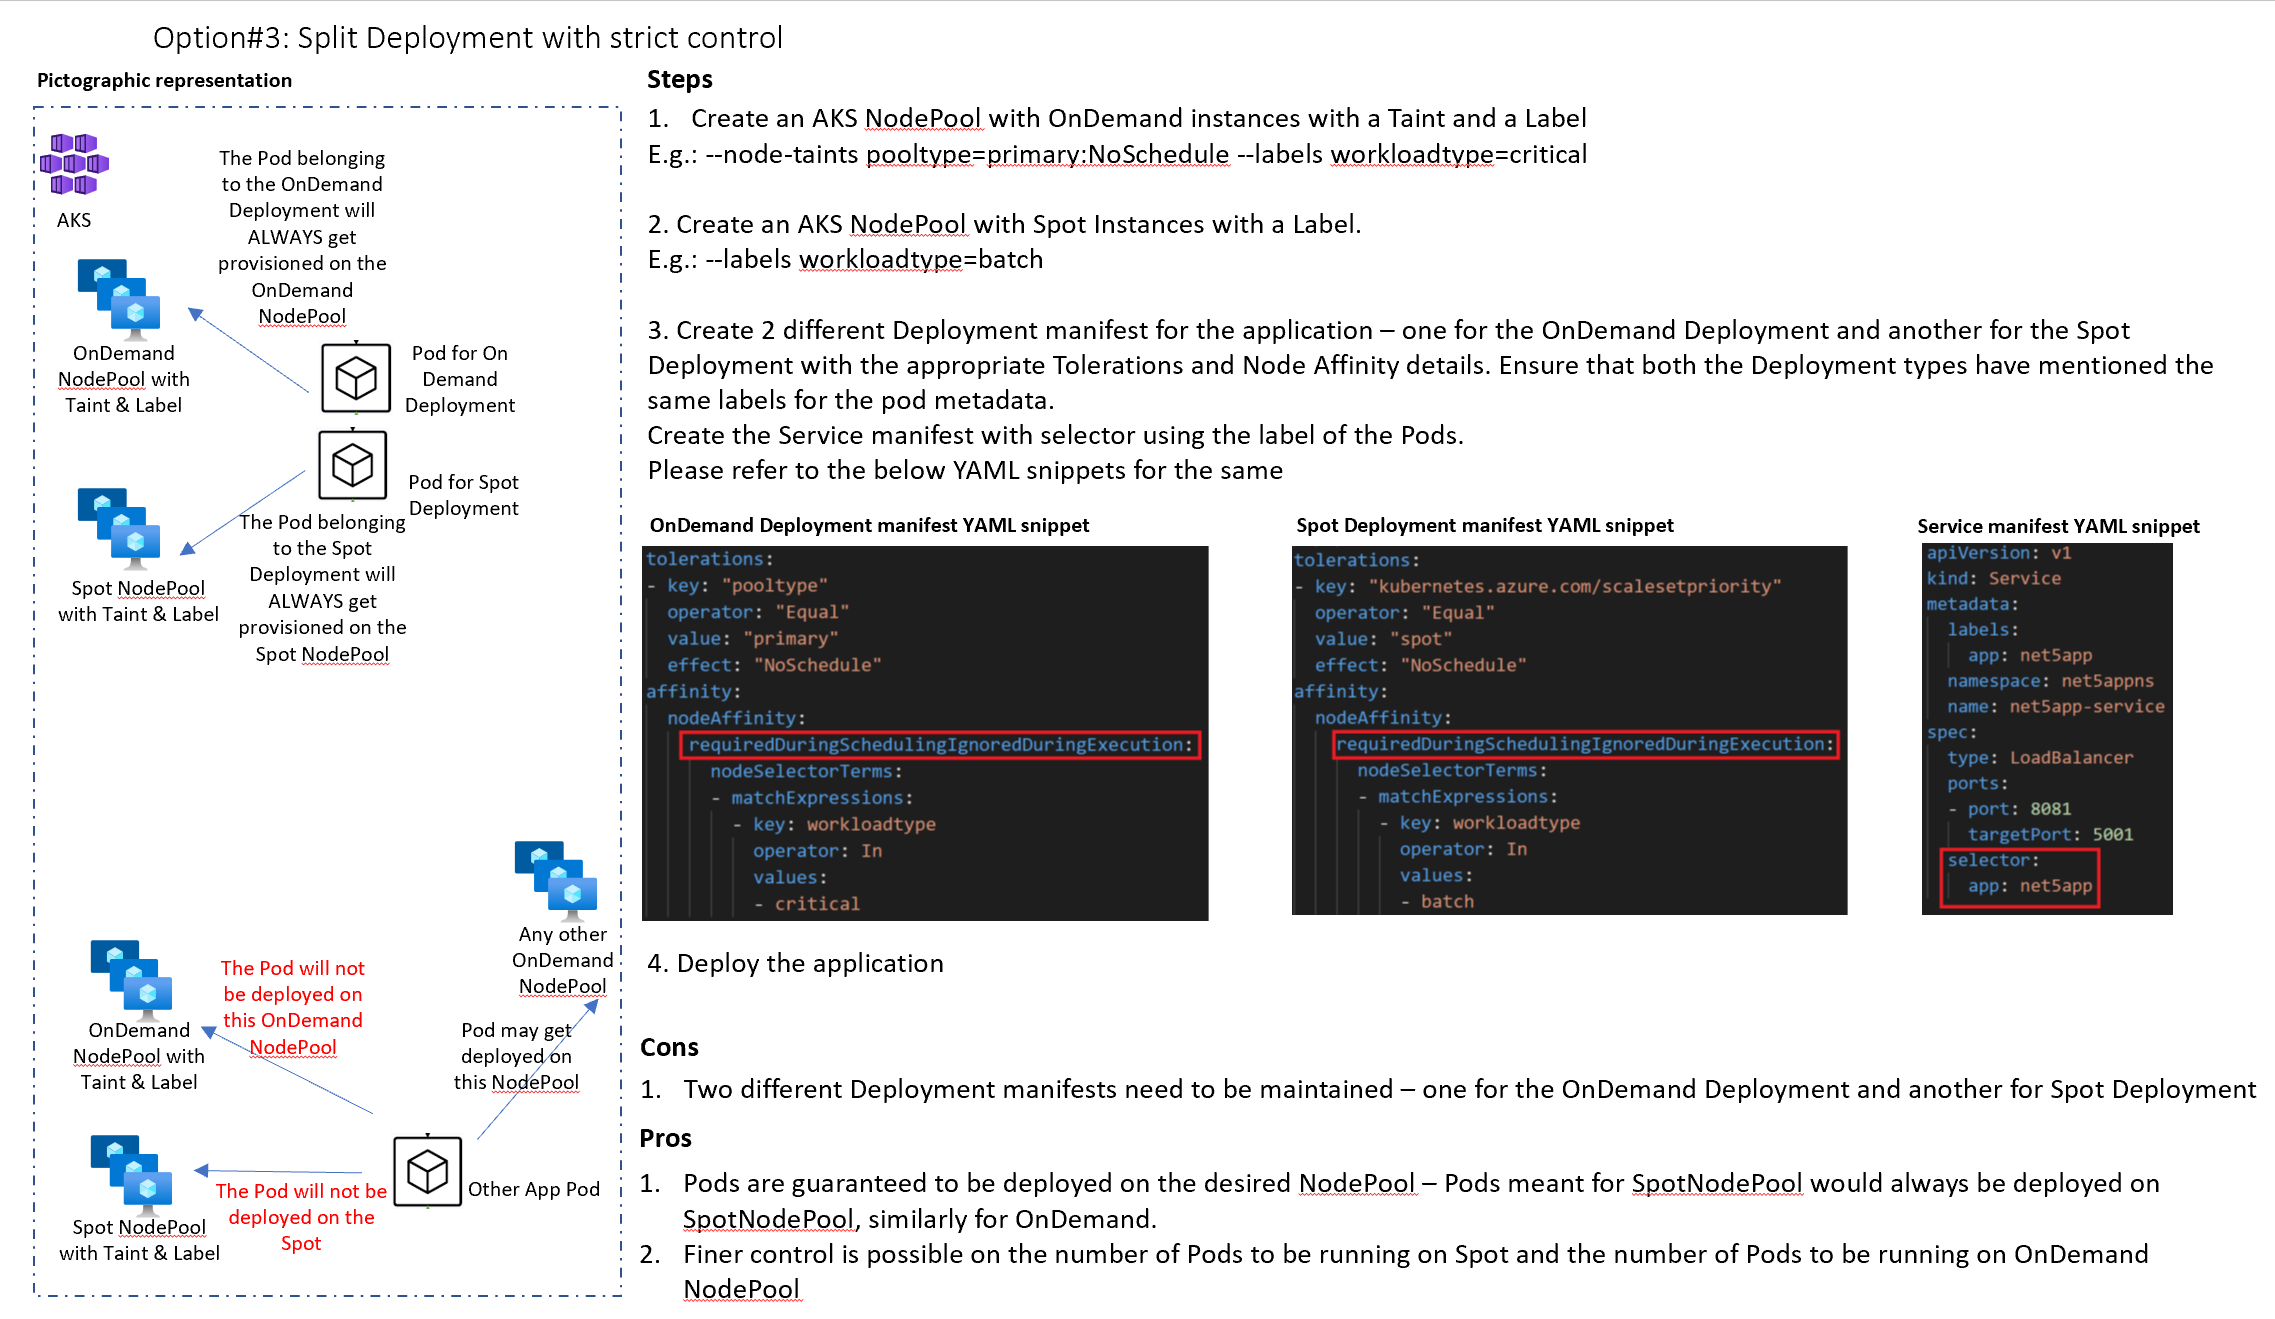 Option#3: Split Deployment with strict control
Pictographic representation
AKS
The Pod belonging
to the OnDemand
Deployment will
ALWAYS get
provisioned on the
OnDemand
NodePool
OnDemand
NodePool with
Taint & Label
Pod for On
Demand
Deployment
Pod for Spot
Deployment
The Pod belonging
to the Spot
Deployment will
ALWAYS get
provisioned on the
Spot NodePool
Spot NodePool
with Taint & Label
Any other
OnDemand
NodePool
The Pod will not
be deployed on
this OnDemand
NodePool
OnDemand
NodePool with
Taint & Label
Pod may get
deployed on
this NodePool
Other App Pod
The Pod will not be
deployed on the
Spot
Spot NodePool
with Taint & Label
Steps
1. Create an AKS NodePool with OnDemand instances with a Taint and a Label
E.g.: --node-taints pooltype=primary:NoSchedule --labels workloadtype=critical
2. Create an AKS NodePool with Spot Instances with a Label.
E.g.: --labels workloadtype=batch
3. Create 2 different Deployment manifest for the application – one for the OnDemand Deployment and another for the Spot
Deployment with the appropriate Tolerations and Node Affinity details. Ensure that both the Deployment types have mentioned the
same labels for the pod metadata.
Create the Service manifest with selector using the label of the Pods.
Please refer to the below YAML snippets for the same
OnDemand Deployment manifest YAML snippet
tolerations:
- key: "pooltype"
operator: "Equal"
value: "primary"
effect: "NoSchedule"
affinity:
nodeAffinity:
requiredDuringSchedulingIgnoredDuringExecution:
nodeSelectorTerms:
- matchExpressions:
- key: workloadtype
operator: In
values:
- critical
Spot Deployment manifest YAML snippet
tolerations:
- key: "kubernetes.azure.com/scalesetpriority"
operator: "Equal"
value: "spot"
effect: "NoSchedule"
affinity:
nodeAffinity:
requiredDuringSchedulingIgnoredDuringExecution:
nodeSelectorTerms:
- matchExpressions:
- key: workloadtype
operator: In
values:
- batch
Service manifest YAML snippet
apiVersion: v1
kind: Service
metadata:
labels:
app: net5app
namespace: net5appns
name: net5app-service
spec:
type: LoadBalancer
ports:
- port: 8081
targetPort: 5001
selector:
app: net5app
4. Deploy the application
Cons
1. Two different Deployment manifests need to be maintained – one for the OnDemand Deployment and another for Spot Deployment
Pros
1. Pods are guaranteed to be deployed on the desired NodePool – Pods meant for SpotNodePool would always be deployed on
SpotNodePool, similarly for OnDemand.
2. Finer control is possible on the number of Pods to be running on Spot and the number of Pods to be running on OnDemand
NodePool